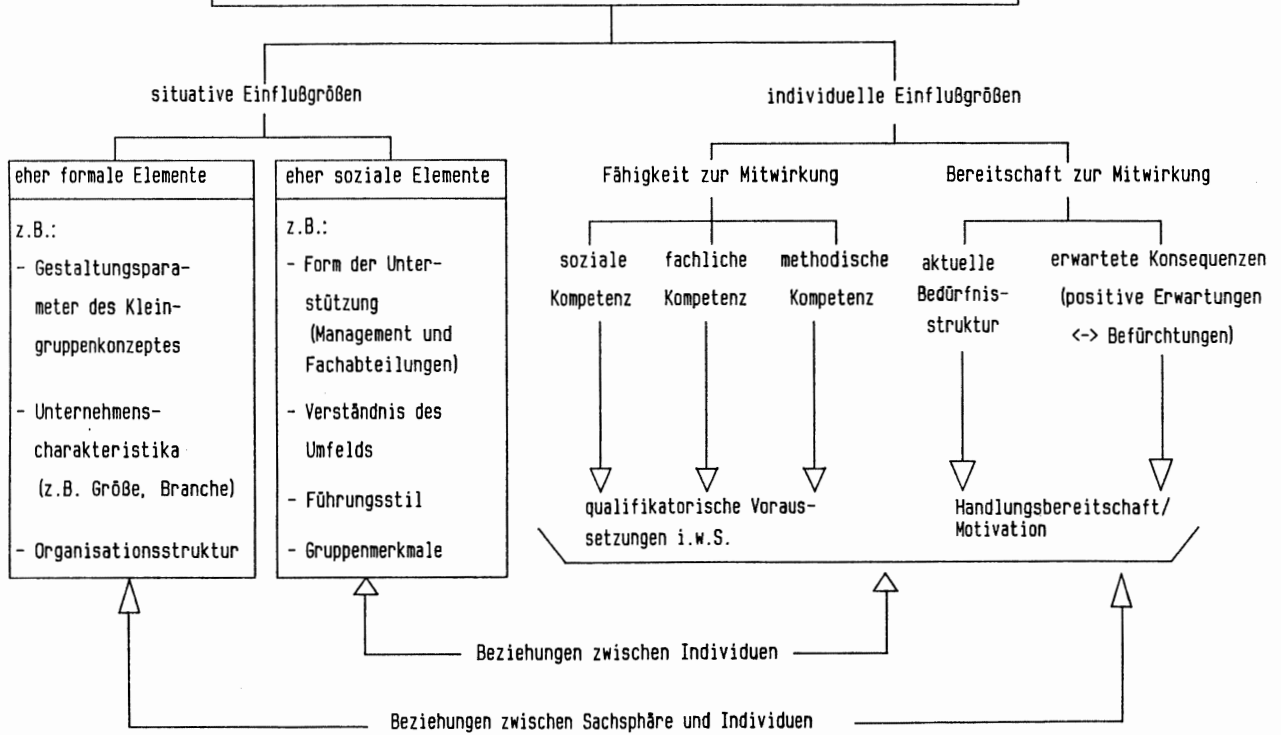 situative Einflußgrößen
individuelle Einflußgrößen
eher formale Elemente
z.B.:
- Gestaltungspara-
meter des Klein-
gruppenkonzeptes
- Unternehmens-
charakteristika
(z.B. Größe, Branche)
- Organisationsstruktur
eher soziale Elemente
z.B.:
- Form der Unter-
stützung
(Management und
Fachabteilungen)
- Verständnis des
Umfelds
- Führungsstil
- Gruppenmerkmale
Fähigkeit zur Mitwirkung
soziale
Kompetenz
fachliche
Kompetenz
methodische
Kompetenz
qualifikatorische Voraus-
setzungen i.w.S.
Bereitschaft zur Mitwirkung
aktuelle
Bedürfnis-
struktur
erwartete Konsequenzen
(positive Erwartungen
<-> Befürchtungen)
Handlungsbereitschaft/
Motivation
Beziehungen zwischen Individuen
Beziehungen zwischen Sachsphäre und Individuen